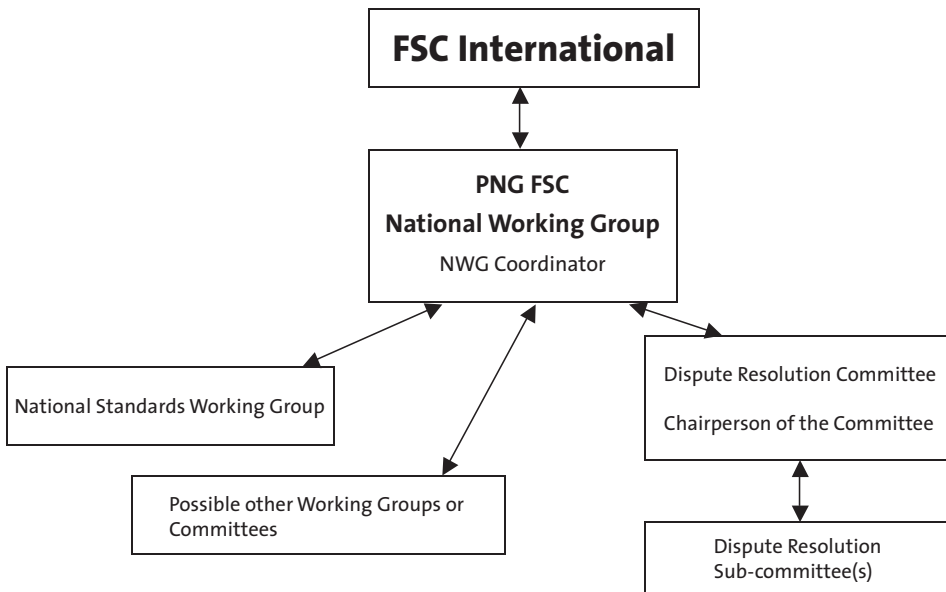 FSC International
PNG FSC
National Working Group
NWG Coordinator
National Standards Working Group
Possible other Working Groups or
Committees
Dispute Resolution Committee
Chairperson of the Committee
Dispute Resolution
Sub-committee(s)